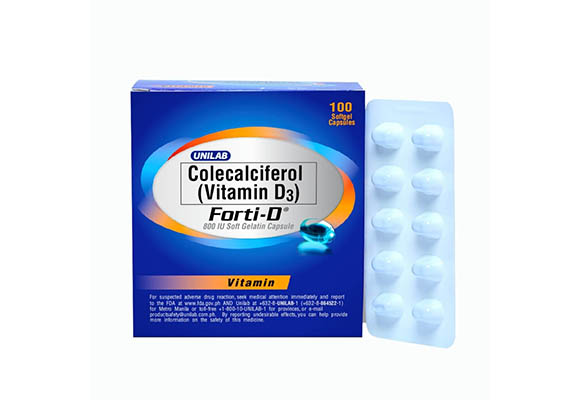 100
Softgel
Capsules
UNILAB
Colecalciferol
(Vitamin D3)
Forti-D®
800 IU Soft Gelatin Capsule
Vitamin
For suspected adverse drug reaction, seek medical attention immediately and report
to the FDA at www.fda.gov.ph AND Unilab at +632-8-UNILAB-1 (+632-8-864522-1)
for Metro Manila or toll-free +1-800-10-UNILAB-1 for provinces, or e-mail
productsafety@unilab.com.ph. By reporting undesirable effects, you can help provide
more information on the safety of this medicine.